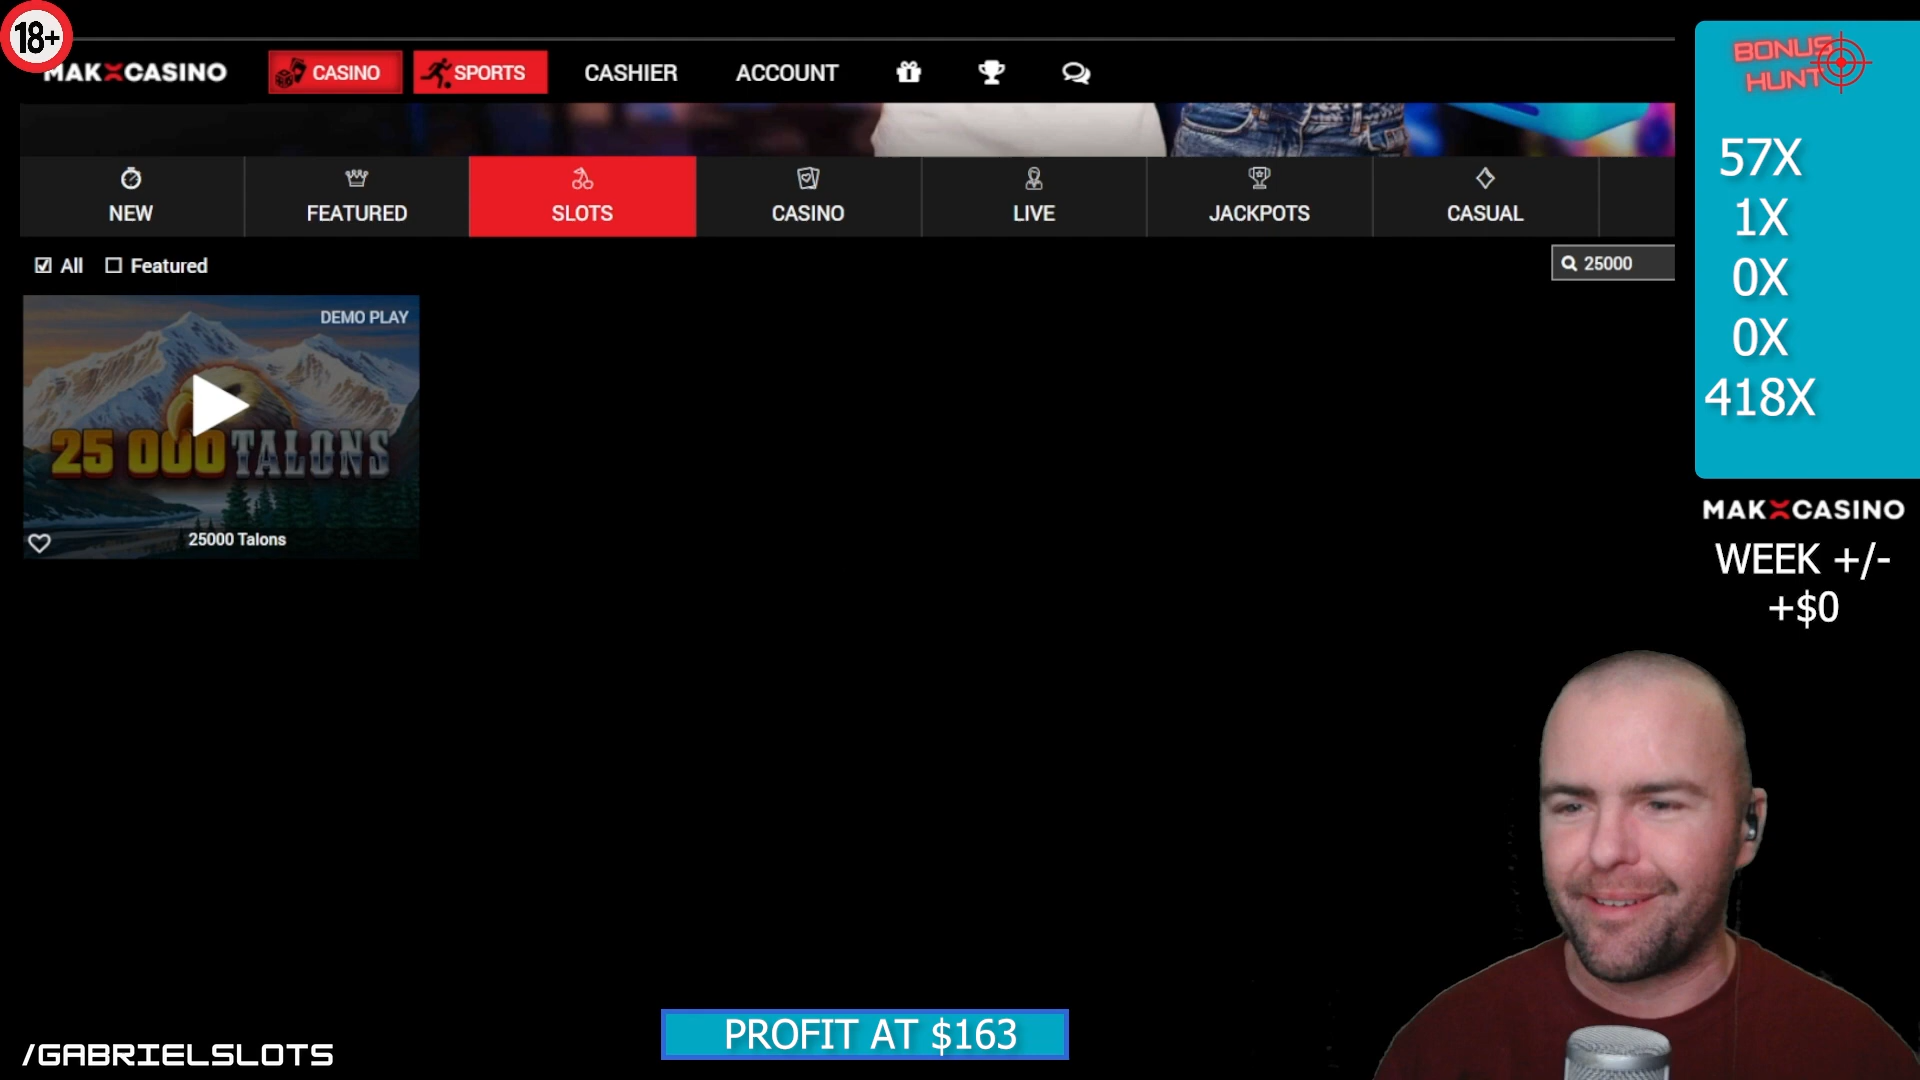 18+
MAKXCASINO
CASINO
SPORTS
CASHIER
ACCOUNT
NEW
FEATURED
SLOTS
CASINO
LIVE
JACKPOTS
CASUAL
All
Featured
25000
DEMO PLAY
25 000 TALONS
25000 Talons
BONUS
HUNT
57X
1X
0X
0X
418X
MAKXCASINO
WEEK +/-
+$0
PROFIT AT $163
/GABRIELSLOTS